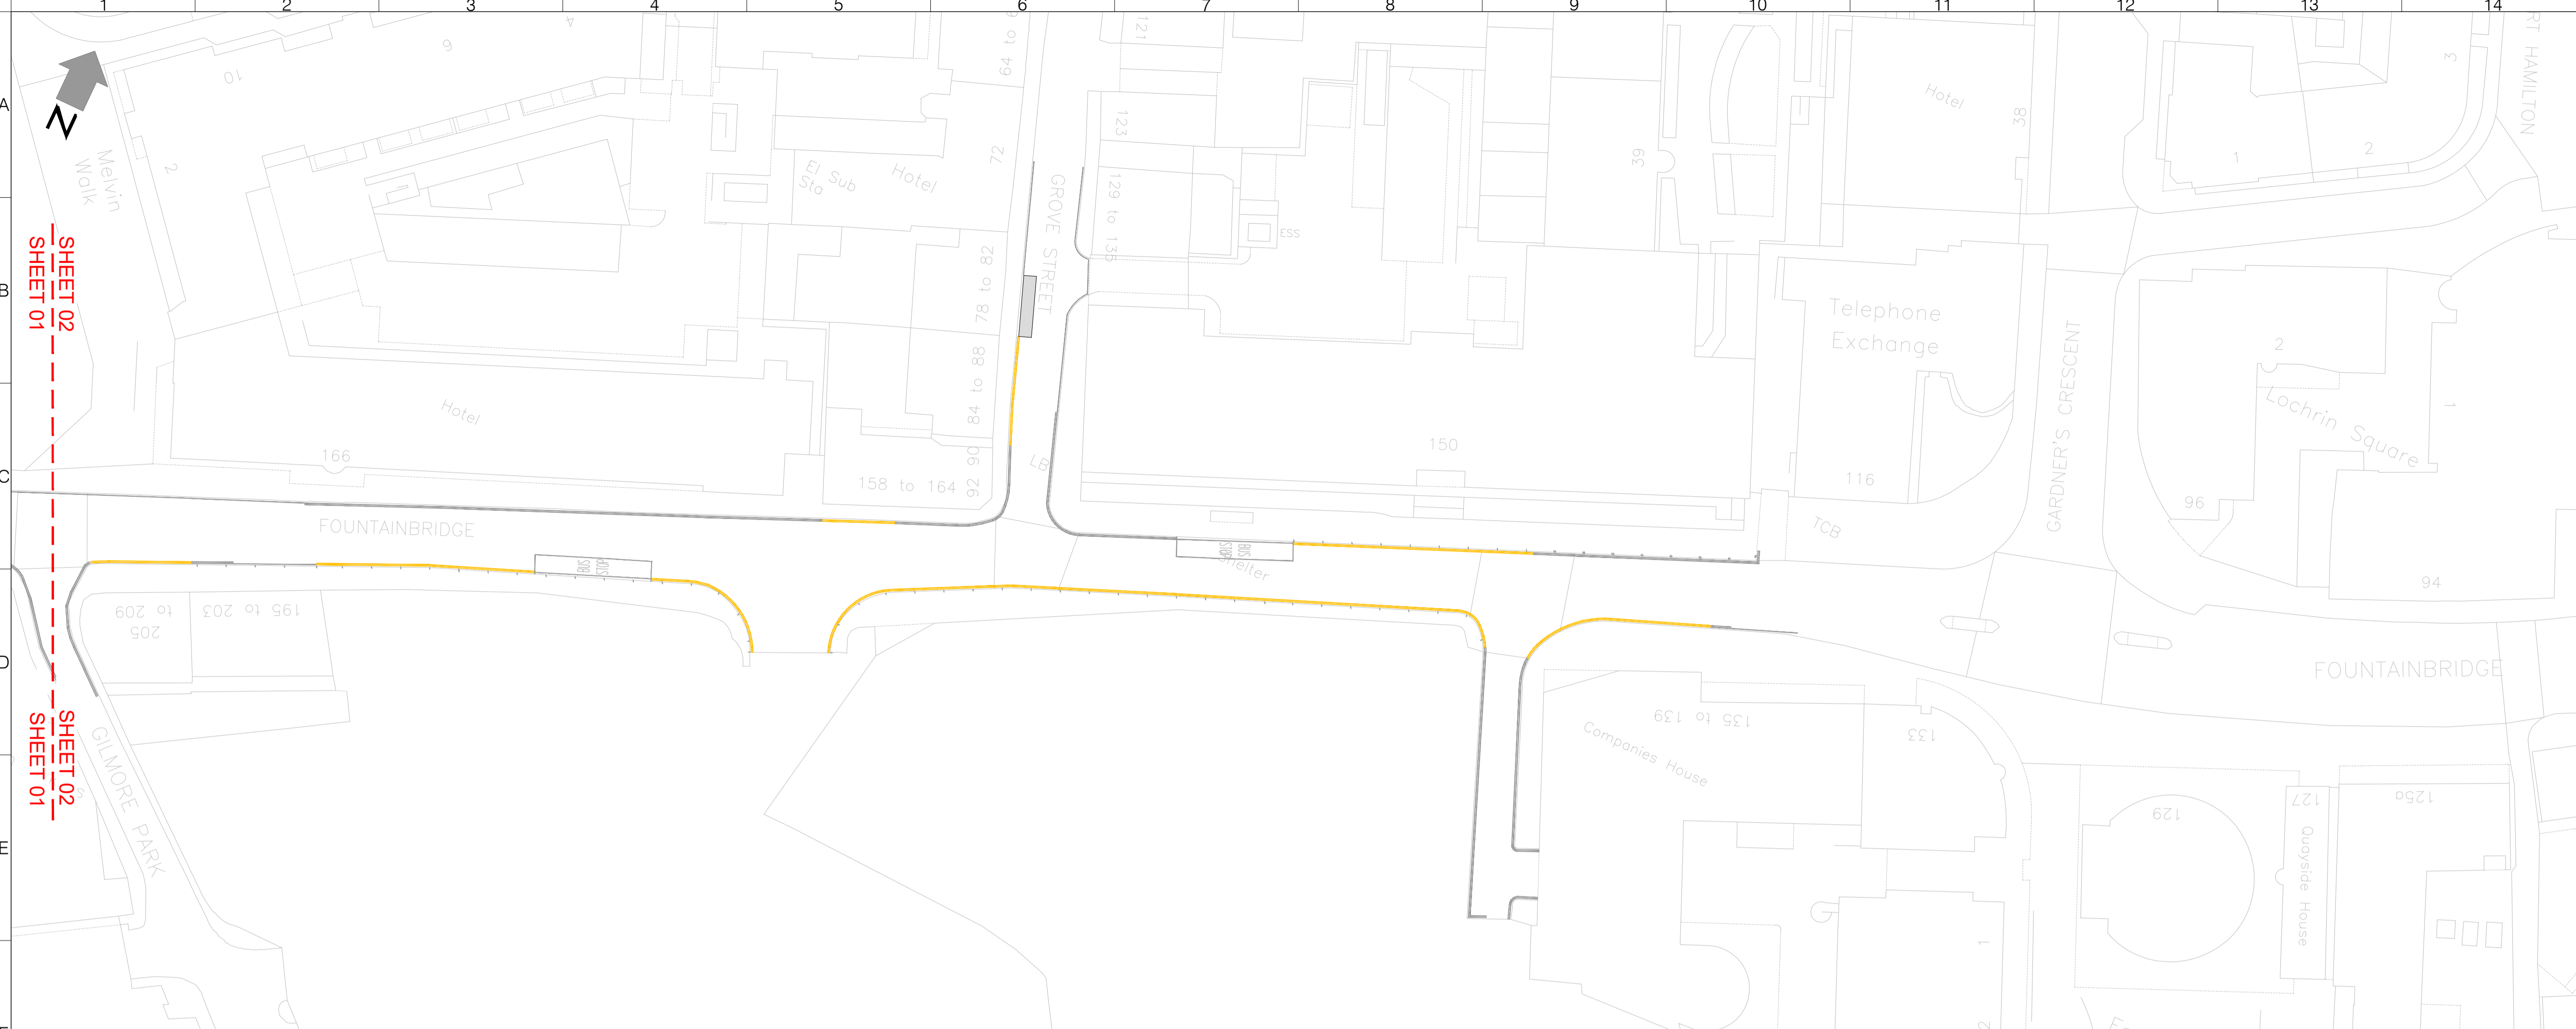 1 2 3 4 5 6 7 8 9 10 11 12 13 14
A
B
C
D
E
N
10
6
A
2
Melvin
Walk
SHEET 02
SHEET 01
64 to
72
El Sub
Sta
Hotel
GROVE STREET
121
123
129 to 135
ESS
39
Hotel
38
3
1
2
RT HAMILTON
78 to 82
84 to 88
92 90
LB
Hotel
166
158 to 164
150
Telephone
Exchange
116
TCB
GARDNER'S CRESCENT
2
Lochrin Square
1
96
94
FOUNTAINBRIDGE
BUS
STOP
BUS
STOP
Shelter
205
to 209
195 to 203
SHEET 02
SHEET 01
GILMORE PARK
Companies House
135 to 139
133
FOUNTAINBRIDGE
129
127
Quayside House
125a
1
2